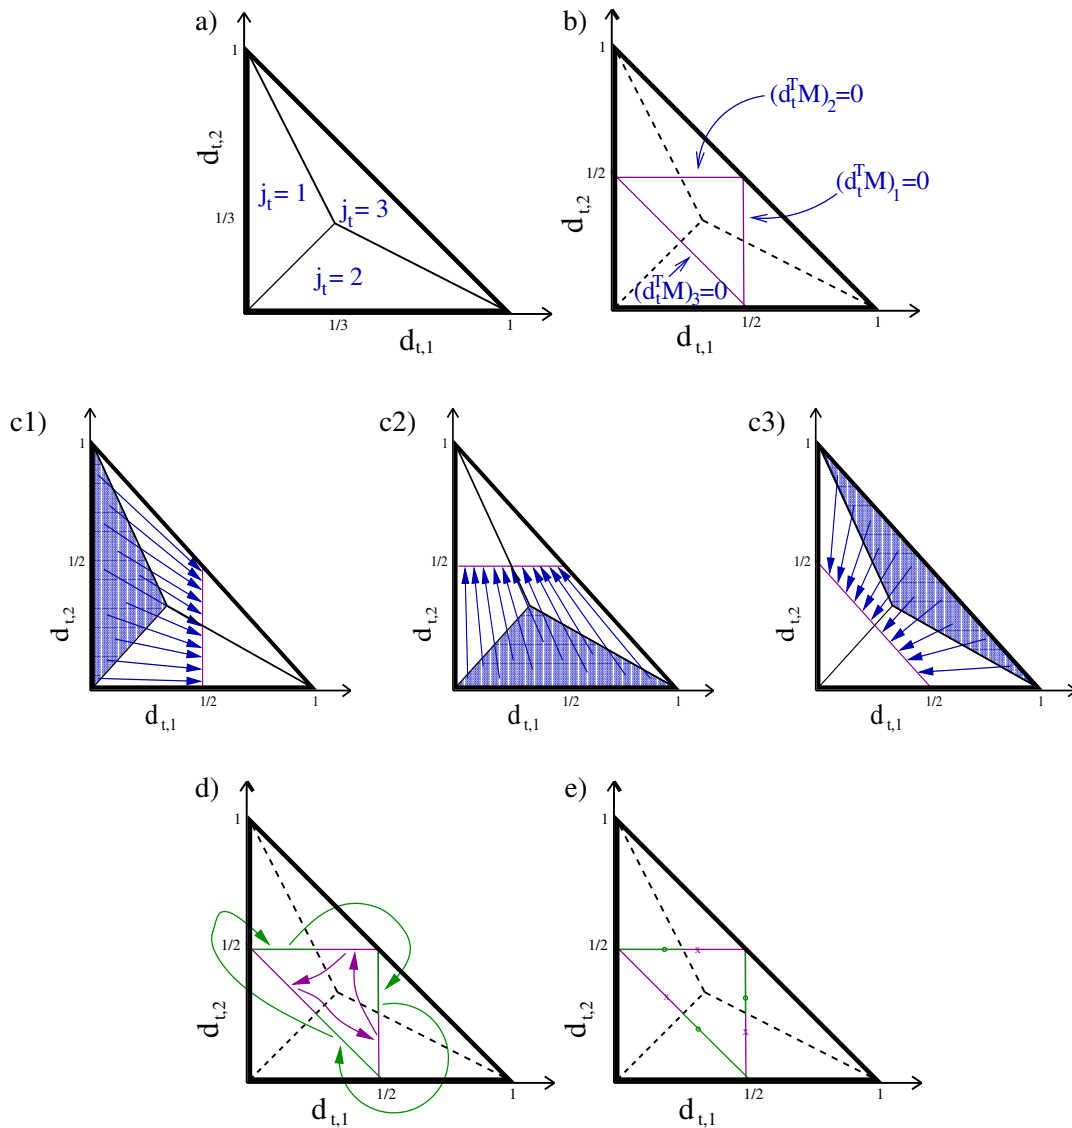 a)
b)
1
1
d_{t,2}
(d_t^T M)_2=0
1/2
(d_t^T M)_1=0
j_t= 1
j_t= 3
1/3
d_{t,2}
j_t= 2
(d_t^T M)_3=0
1/3
1
1/2
1
d_{t,1}
d_{t,1}
c1)
c2)
c3)
1
1
1
1/2
1/2
1/2
d_{t,2}
d_{t,2}
d_{t,2}
1/2
1
1/2
1
1/2
1
d_{t,1}
d_{t,1}
d_{t,1}
d)
e)
1
1
1/2
1/2
x
x
x
d_{t,2}
d_{t,2}
1/2
1
1/2
1
d_{t,1}
d_{t,1}